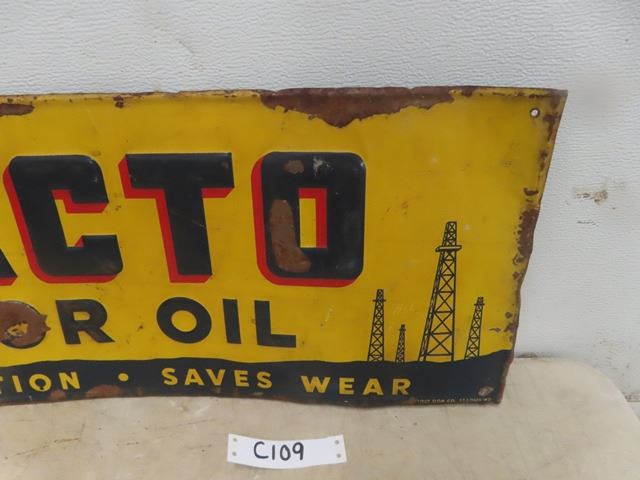 ACTO
OR OIL
TION • SAVES WEAR
C109